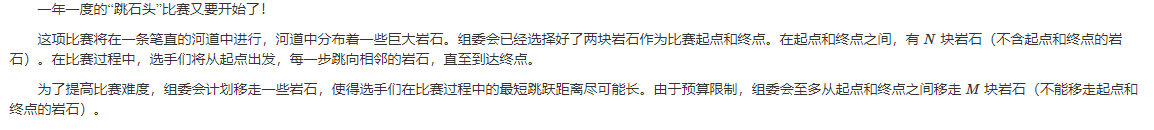 一年一度的“跳石头”比赛又要开始了！
这项比赛将在一条笔直的河道中进行，河道中分布着一些巨大岩石。组委会已经选择好了两块岩石作为比赛起点和终点。在起点和终点之间，有 N 块岩石（不含起点和终点的岩
石）。在比赛过程中，选手们将从起点出发，每一步跳向相邻的岩石，直至到达终点。
为了提高比赛难度，组委会计划移走一些岩石，使得选手们在比赛过程中的最短跳跃距离尽可能长。由于预算限制，组委会至多从起点和终点之间移走 M 块岩石（不能移走起点和
终点的岩石）。